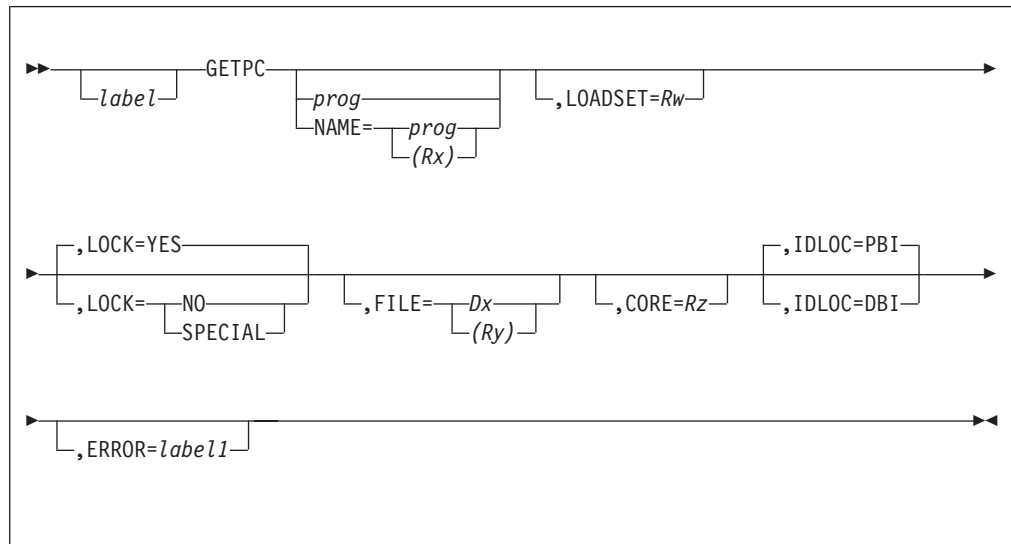 label GETPC prog ,LOADSET=Rw
NAME= prog
(Rx)
,LOCK=YES ,IDLOC=PBI
,LOCK= NO ,FILE= Dx ,CORE=Rz ,IDLOC=DBI
SPECIAL (Ry)
,ERROR=label1